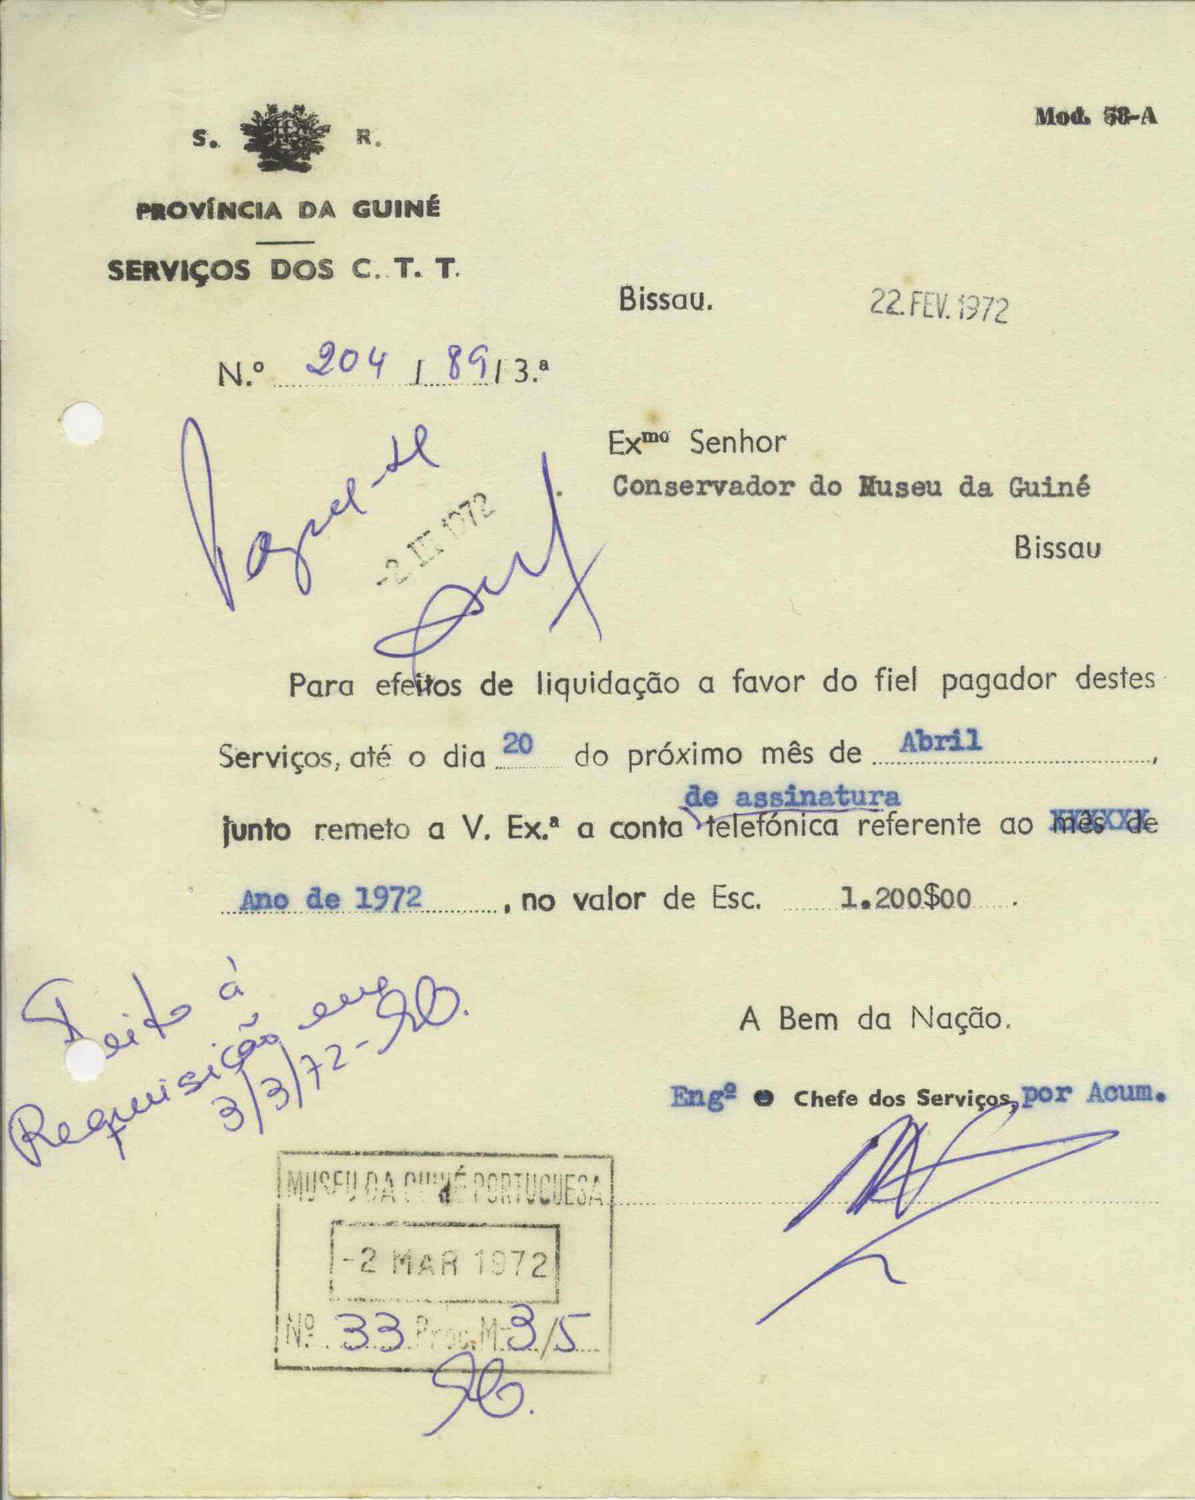 Mod. 58-A
S. R.
PROVÍNCIA DA GUINÉ
SERVIÇOS DOS C. T. T.
Bissau. 22.FEV.1972
N.º 204 / 89 / 3.ª
Pague-se
-2 III 1972
Exmo Senhor
Conservador do Museu da Guiné
Bissau
Para efeitos de liquidação a favor do fiel pagador destes
Serviços, até o dia 20 do próximo mês de Abril,
de assinatura
junto remeto a V. Ex.ª a conta telefónica referente ao mês de
Ano de 1972, no valor de Esc. 1.200$00.
A Bem da Nação.
Feito à
Requisição em
3/3/72-
Engº o Chefe dos Serviços, por Acum.
MUSEU DA GUINÉ PORTUGUESA
-2 MAR 1972
Nº. 33 Proc. M-3/5